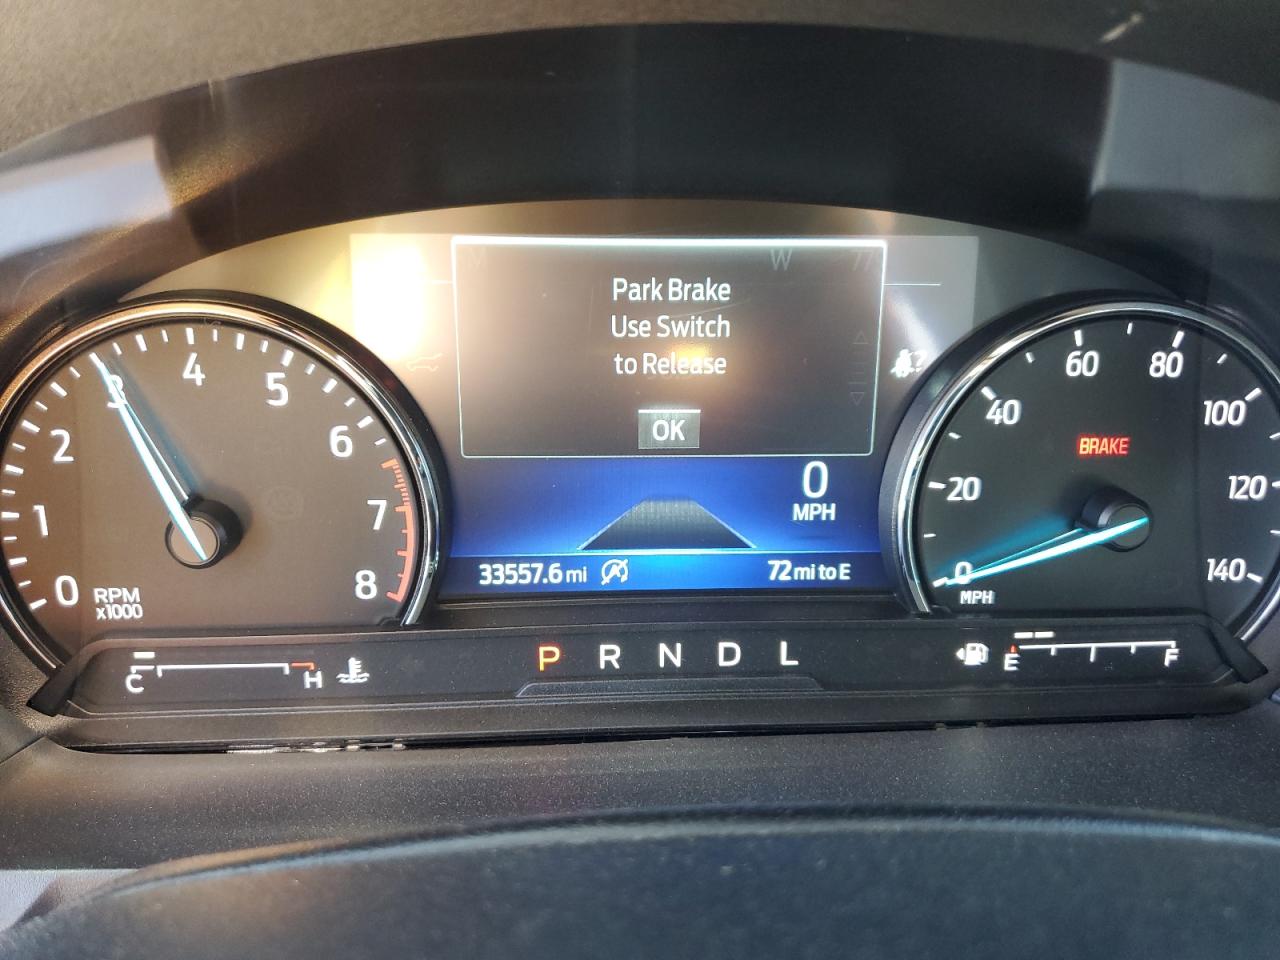 W
Park Brake
Use Switch
to Release
OK
0
MPH
33557.6 mi
72 mi to E
0
1
2
3
4
5
6
7
8
RPM
x1000
0
20
40
60
80
100
120
140
MPH
BRAKE
C
H
P R N D L
E
F